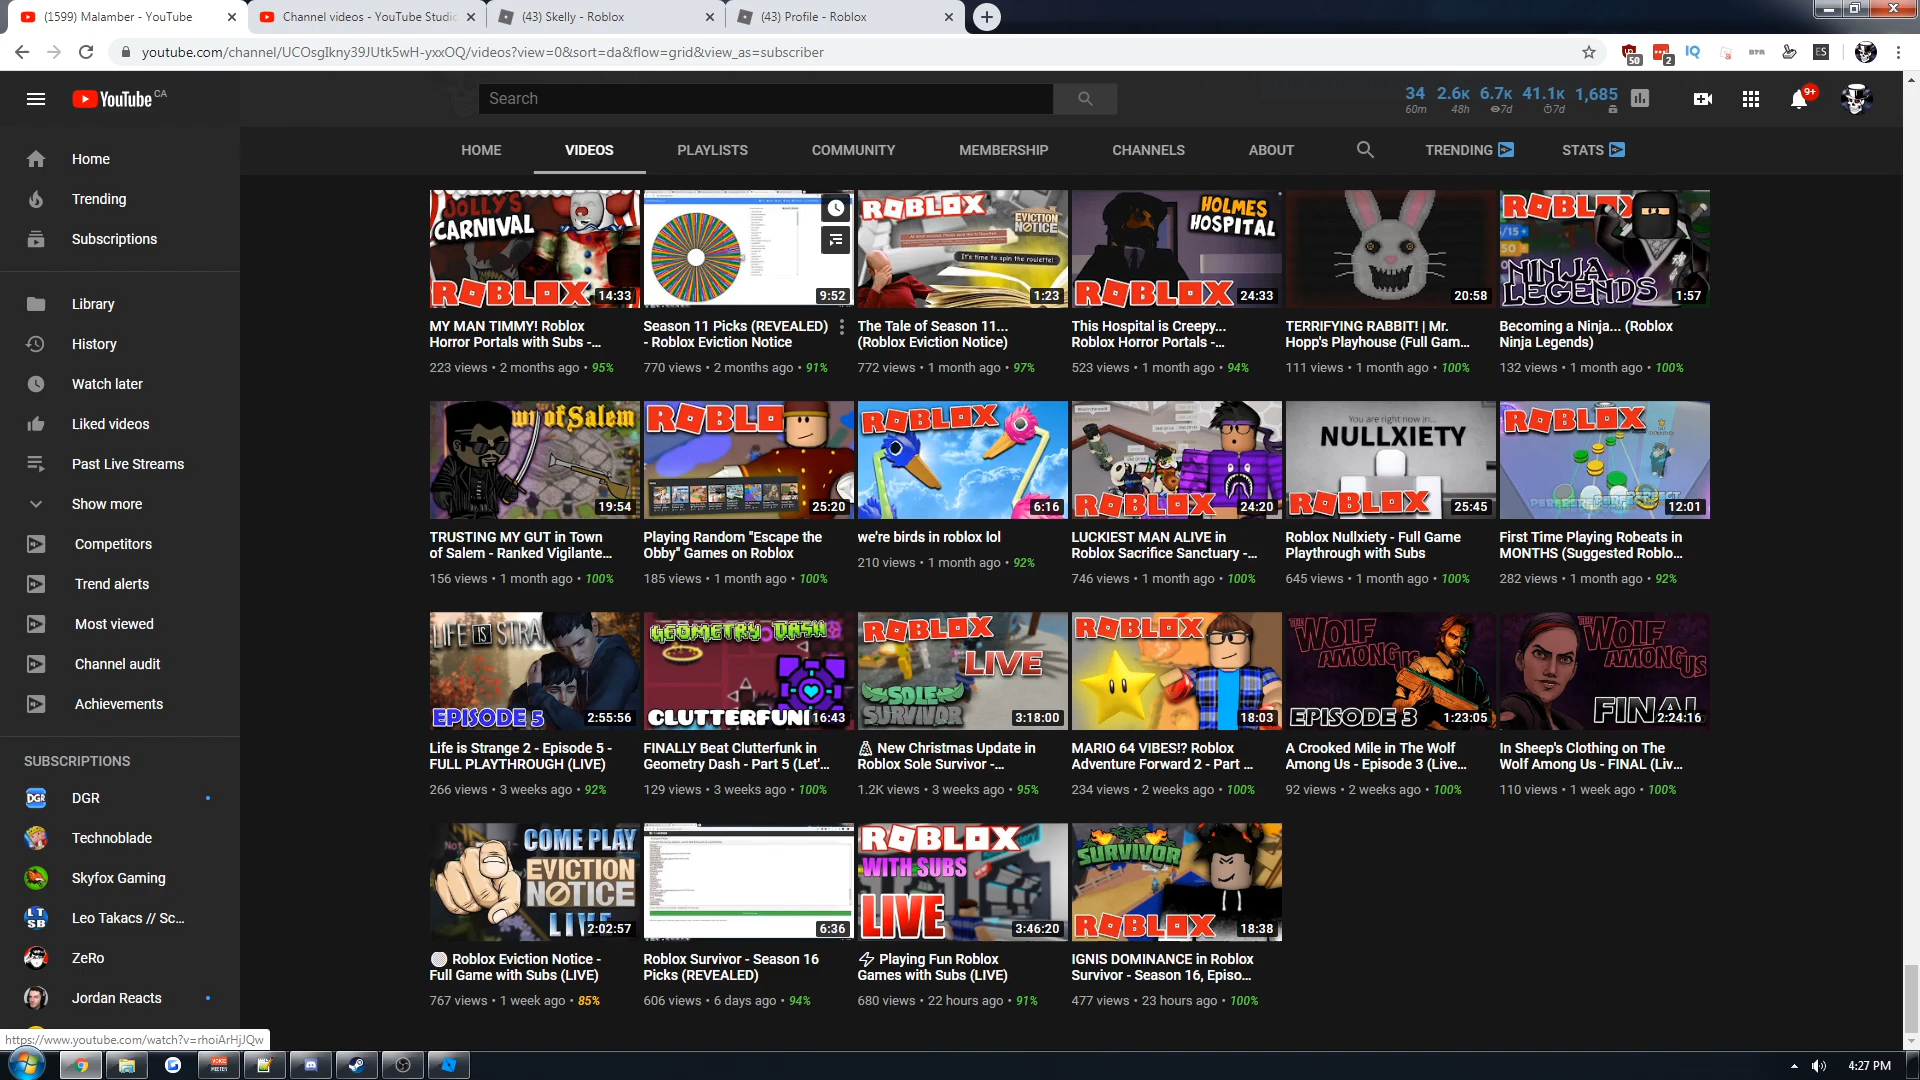 (1599) Malamber - YouTube
Channel videos - YouTube Studio
(43) Skelly - Roblox
(43) Profile - Roblox
youtube.com/channel/UCOsgIkny39JUtk5wH-yxxOQ/videos?view=0&sort=da&flow=grid&view_as=subscriber
50
2
IQ
ES
YouTube CA
Search
34 2.6K 6.7K 41.1K 1,685
60m 48h 7d 7d
9+
HOME VIDEOS PLAYLISTS COMMUNITY MEMBERSHIP CHANNELS ABOUT TRENDING STATS
Home
Trending
Subscriptions
Library
History
Watch later
Liked videos
Past Live Streams
Show more
Competitors
Trend alerts
Most viewed
Channel audit
Achievements
SUBSCRIPTIONS
DGR
DGR
Technoblade
Skyfox Gaming
LT
SB
Leo Takacs // Sc...
ZeRo
Jordan Reacts
JOLLY'S
CARNIVAL
ROBLOX
14:33
MY MAN TIMMY! Roblox
Horror Portals with Subs -...
223 views • 2 months ago • 95%
9:52
Season 11 Picks (REVEALED)
- Roblox Eviction Notice
770 views • 2 months ago • 91%
ROBLOX
EVICTION
NOTICE
It's time to spin the roulette!
1:23
The Tale of Season 11...
(Roblox Eviction Notice)
772 views • 1 month ago • 97%
HOLMES
HOSPITAL
ROBLOX
24:33
This Hospital is Creepy...
Roblox Horror Portals -...
523 views • 1 month ago • 94%
20:58
TERRIFYING RABBIT! | Mr.
Hopp's Playhouse (Full Gam...
111 views • 1 month ago • 100%
ROBLOX
/15+
50
NINJA
LEGENDS
1:57
Becoming a Ninja... (Roblox
Ninja Legends)
132 views • 1 month ago • 100%
of Salem
19:54
TRUSTING MY GUT in Town
of Salem - Ranked Vigilante...
156 views • 1 month ago • 100%
ROBLO
25:20
Playing Random "Escape the
Obby" Games on Roblox
185 views • 1 month ago • 100%
ROBLOX
6:16
we're birds in roblox lol
210 views • 1 month ago • 92%
ROBLOX
24:20
LUCKIEST MAN ALIVE in
Roblox Sacrifice Sanctuary -...
746 views • 1 month ago • 100%
You are right now in...
NULLXIETY
ROBLOX
25:45
Roblox Nullxiety - Full Game
Playthrough with Subs
645 views • 1 month ago • 100%
ROBLOX
12:01
First Time Playing Robeats in
MONTHS (Suggested Roblo...
282 views • 1 month ago • 92%
LIFE IS STRA
EPISODE 5
2:55:56
Life is Strange 2 - Episode 5 -
FULL PLAYTHROUGH (LIVE)
266 views • 3 weeks ago • 92%
GEOMETRY DASH
CLUTTERFUN
16:43
FINALLY Beat Clutterfunk in
Geometry Dash - Part 5 (Let'...
129 views • 3 weeks ago • 100%
ROBLOX
LIVE
SOLE
SURVIVOR
3:18:00
New Christmas Update in
Roblox Sole Survivor -...
1.2K views • 3 weeks ago • 95%
ROBLOX
18:03
MARIO 64 VIBES!? Roblox
Adventure Forward 2 - Part ...
234 views • 2 weeks ago • 100%
THE
WOLF
AMONG US
EPISODE 3
1:23:05
A Crooked Mile in The Wolf
Among Us - Episode 3 (Live...
92 views • 2 weeks ago • 100%
THE
WOLF
AMONG US
FINAL
2:24:16
In Sheep's Clothing on The
Wolf Among Us - FINAL (Liv...
110 views • 1 week ago • 100%
COME PLAY
EVICTION
NOTICE
LIVE
2:02:57
Roblox Eviction Notice -
Full Game with Subs (LIVE)
767 views • 1 week ago • 85%
6:36
Roblox Survivor - Season 16
Picks (REVEALED)
606 views • 6 days ago • 94%
ROBLOX
WITH SUBS
LIVE
3:46:20
Playing Fun Roblox
Games with Subs (LIVE)
680 views • 22 hours ago • 91%
SURVIVOR
ROBLOX
18:38
IGNIS DOMINANCE in Roblox
Survivor - Season 16, Episo...
477 views • 23 hours ago • 100%
https://www.youtube.com/watch?v=rhoiArHjJQw
4:27 PM